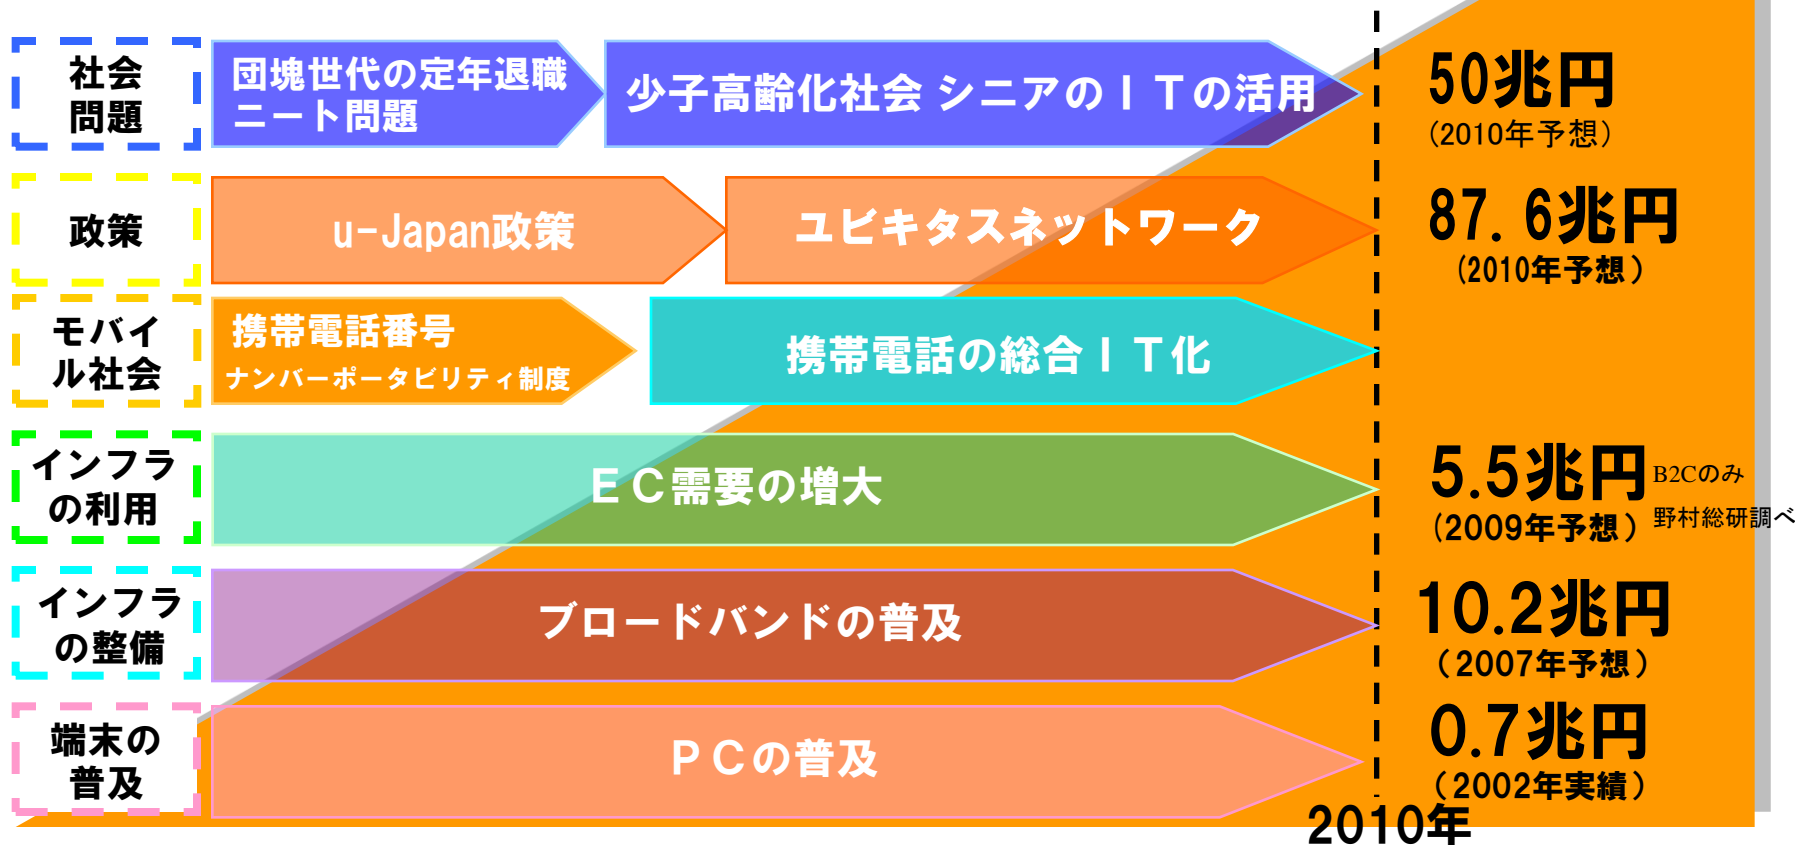 社会
問題
団塊世代の定年退職
ニート問題
少子高齢化社会 シニアのＩＴの活用
50兆円
(2010年予想)
政策
u-Japan政策
ユビキタスネットワーク
87. 6兆円
(2010年予想)
モバイ
ル社会
携帯電話番号
ナンバーポータビリティ制度
携帯電話の総合ＩＴ化
インフラ
の利用
ＥＣ需要の増大
5.5兆円
B2Cのみ
(2009年予想)
野村総研調べ
インフラ
の整備
ブロードバンドの普及
10.2兆円
(2007年予想)
端末の
普及
ＰＣの普及
0.7兆円
(2002年実績)
2010年